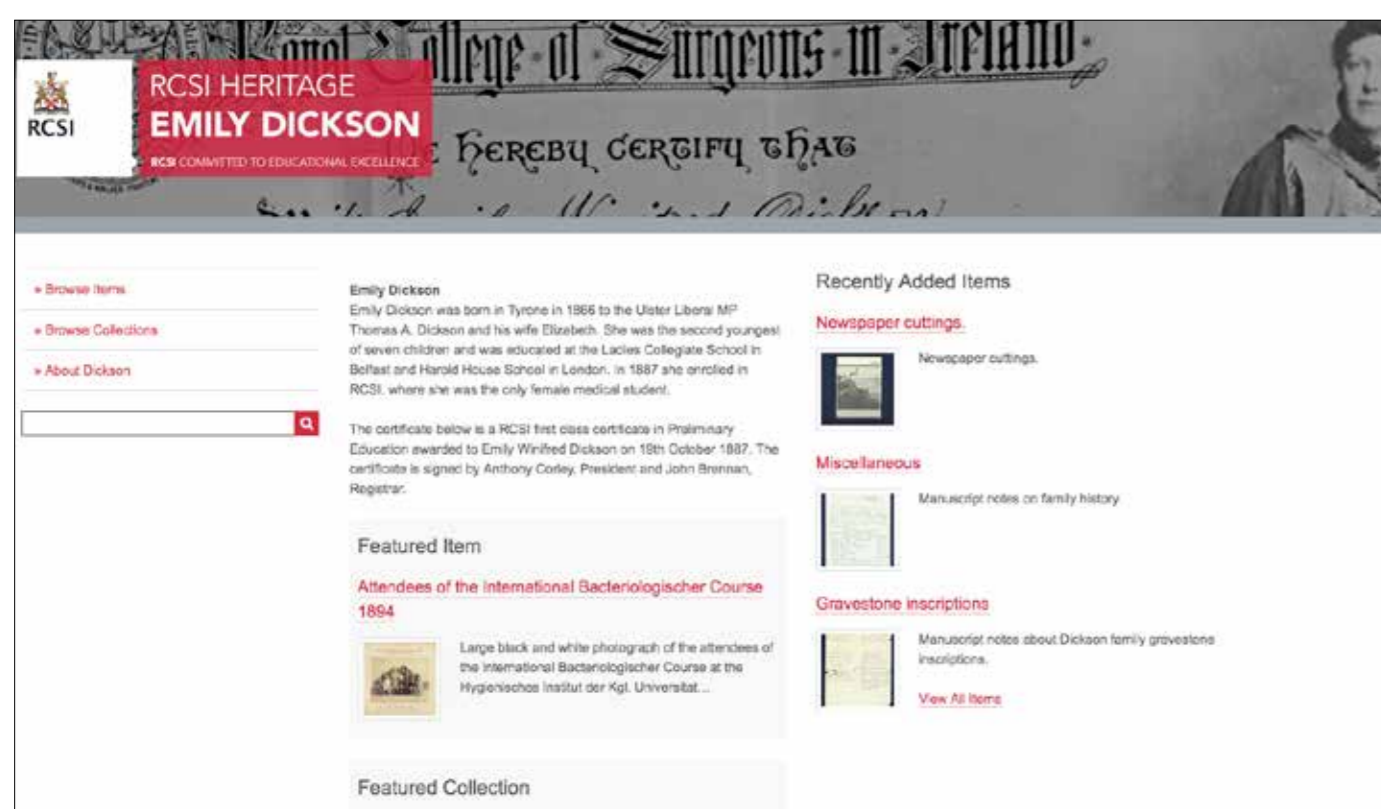 Royal College of Surgeons in Ireland
RCSI
RCSI HERITAGE
EMILY DICKSON
RCSI COMMITTED TO EDUCATIONAL EXCELLENCE
HEREBY CERTIFY THAT
Emily Winifred Dickson
» Browse Items
» Browse Collections
» About Dickson
Emily Dickson
Emily Dickson was born in Tyrone in 1866 to the Ulster Liberal MP
Thomas A. Dickson and his wife Elizabeth. She was the second youngest
of seven children and was educated at the Ladies Collegiate School in
Belfast and Harold House School in London. In 1887 she enrolled in
RCSI, where she was the only female medical student.
The certificate below is a RCSI first class certificate in Preliminary
Education awarded to Emily Winifred Dickson on 19th October 1887. The
certificate is signed by Anthony Corley, President and John Brennan,
Registrar.
Featured Item
Attendees of the International Bacteriologischer Course
1894
Large black and white photograph of the attendees of
the International Bacteriologischer Course at the
Hygienisches Institut der Kgl. Universitat...
Featured Collection
Recently Added Items
Newspaper cuttings.
Newspaper cuttings.
Miscellaneous
Manuscript notes on family history
Gravestone inscriptions
Manuscript notes about Dickson family gravestone
inscriptions.
View All Items